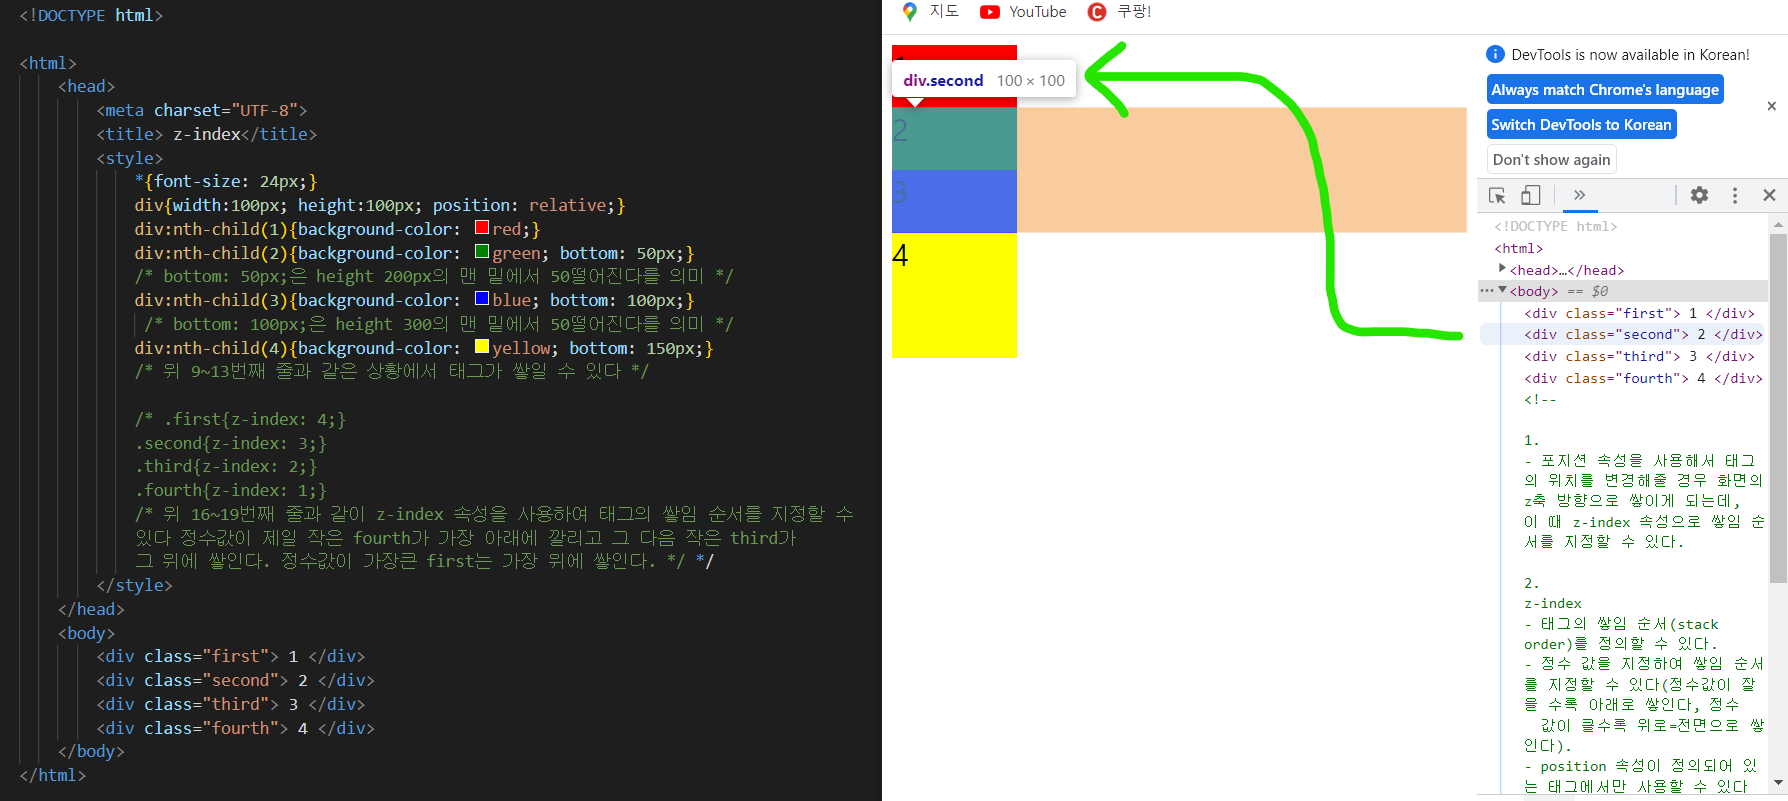 <!DOCTYPE html>
<html>
<head>
<meta charset="UTF-8">
<title> z-index</title>
<style>
*{font-size: 24px;}
div{width:100px; height:100px; position: relative;}
div:nth-child(1){background-color: red;}
div:nth-child(2){background-color: green; bottom: 50px;}
/* bottom: 50px;은 height 200px의 맨 밑에서 50떨어진다를 의미 */
div:nth-child(3){background-color: blue; bottom: 100px;}
/* bottom: 100px;은 height 300의 맨 밑에서 50떨어진다를 의미 */
div:nth-child(4){background-color: yellow; bottom: 150px;}
/* 위 9~13번째 줄과 같은 상황에서 태그가 쌓일 수 있다 */
/* .first{z-index: 4;}
.second{z-index: 3;}
.third{z-index: 2;}
.fourth{z-index: 1;}
/* 위 16~19번째 줄과 같이 z-index 속성을 사용하여 태그의 쌓임 순서를 지정할 수
있다 정수값이 제일 작은 fourth가 가장 아래에 깔리고 그 다음 작은 third가
그 위에 쌓인다. 정수값이 가장큰 first는 가장 위에 쌓인다. */ */
</style>
</head>
<body>
<div class="first"> 1 </div>
<div class="second"> 2 </div>
<div class="third"> 3 </div>
<div class="fourth"> 4 </div>
</body>
</html>
지도 YouTube 쿠팡!
div.second 100 × 100
2
3
4
DevTools is now available in Korean!
Always match Chrome's language
Switch DevTools to Korean
Don't show again
<!DOCTYPE html>
<html>
<head>…</head>
<body> == $0
<div class="first"> 1 </div>
<div class="second"> 2 </div>
<div class="third"> 3 </div>
<div class="fourth"> 4 </div>
<!--
1.
- 포지션 속성을 사용해서 태그
의 위치를 변경해줄 경우 화면의
z축 방향으로 쌓이게 되는데,
이 때 z-index 속성으로 쌓임 순
서를 지정할 수 있다.
2.
z-index
- 태그의 쌓임 순서(stack
order)를 정의할 수 있다.
- 정수 값을 지정하여 쌓임 순서
를 지정할 수 있다(정수값이 잘
을 수록 아래로 쌓인다, 정수
값이 클수록 위로=전면으로 쌓
인다).
- position 속성이 정의되어 있
는 태그에서만 사용할 수 있다